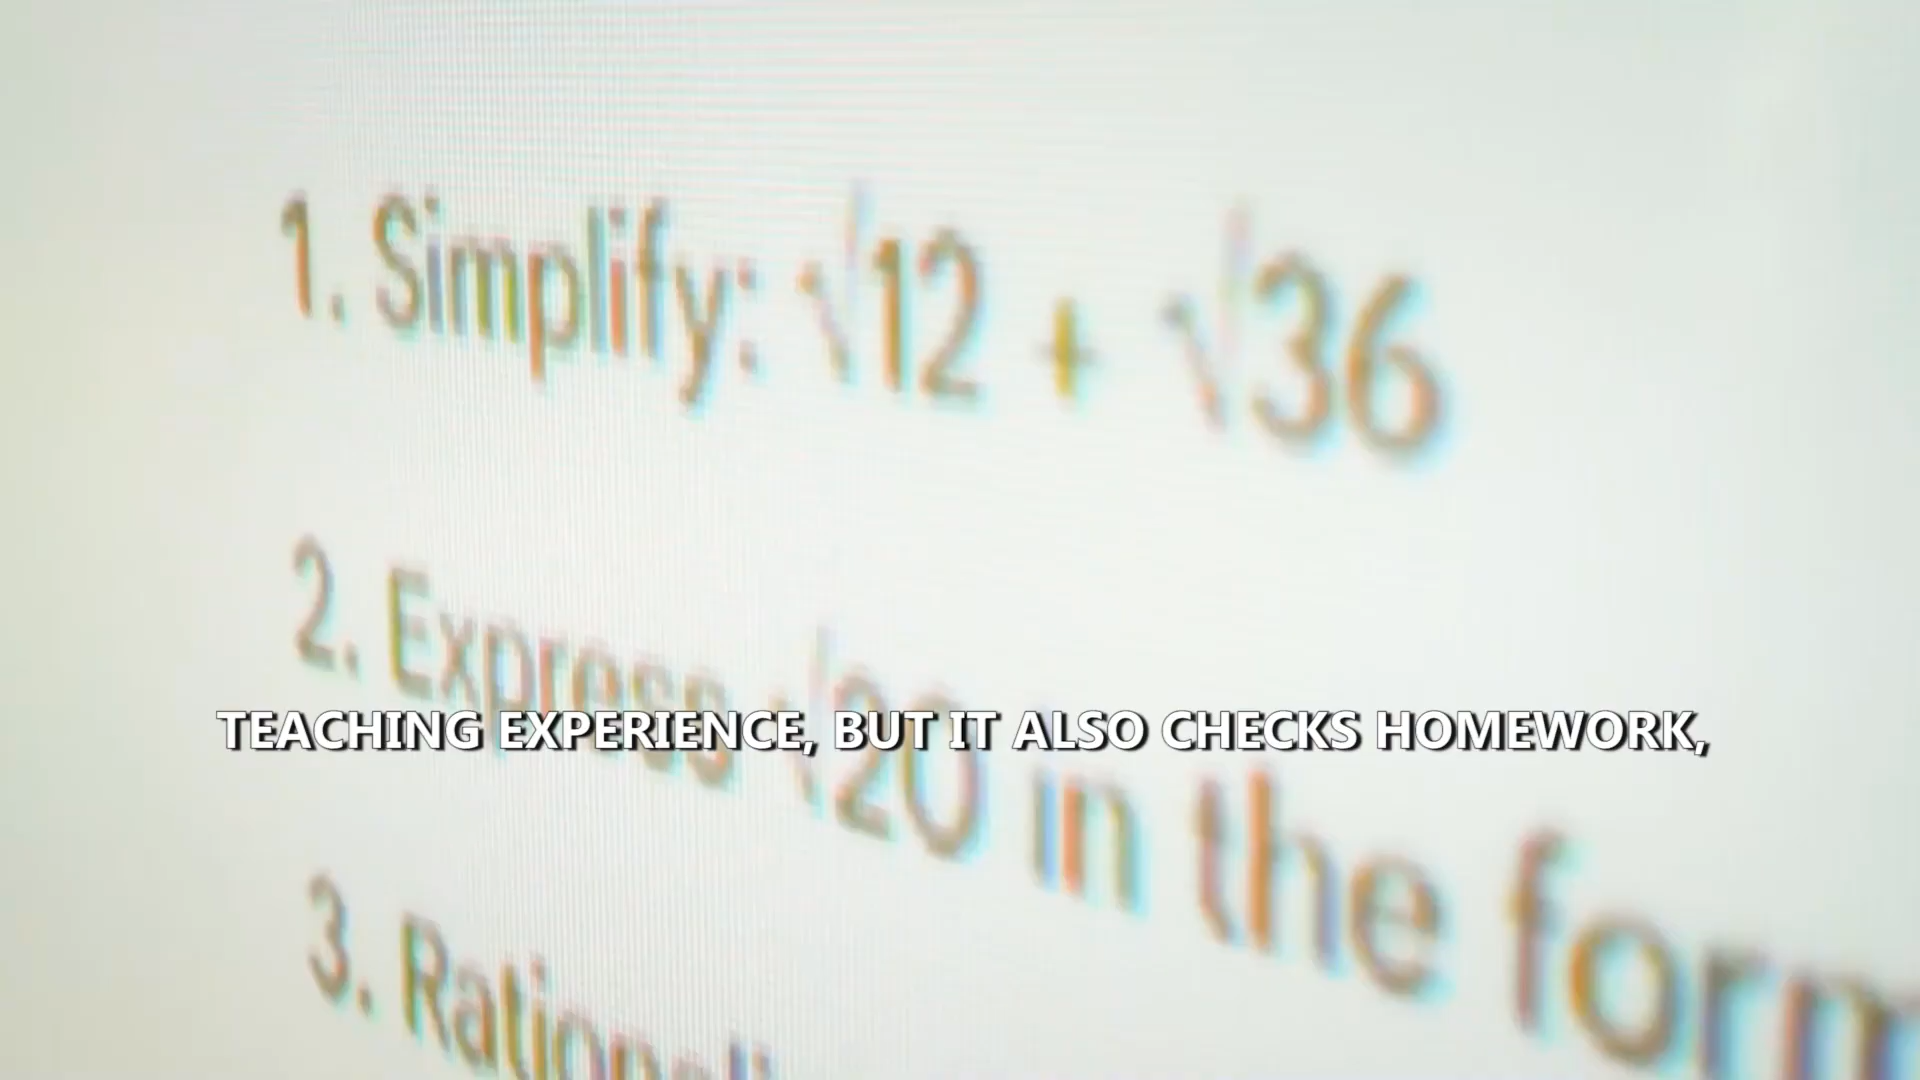 1. Simplify: √12 + √36
2. Express √20 in the form
TEACHING EXPERIENCE, BUT IT ALSO CHECKS HOMEWORK,
3.